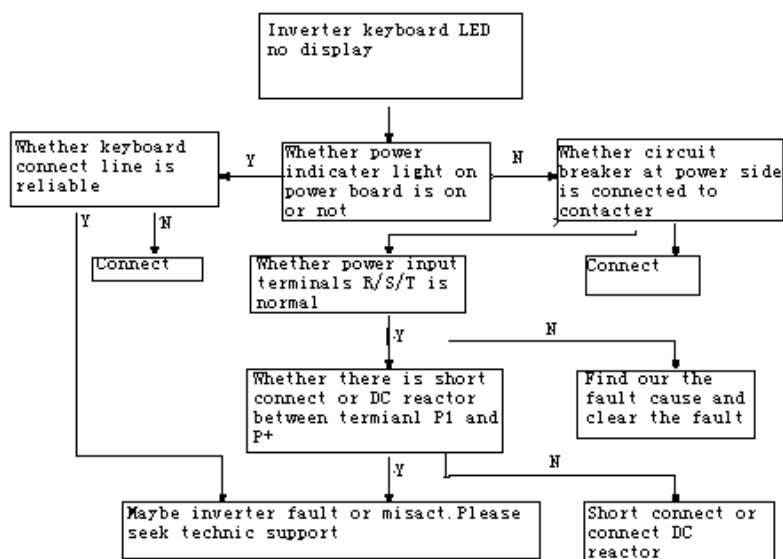 Inverter keyboard LED
no display
Whether keyboard
connect line is
reliable
Y
Whether power
indicater light on
power board is on
or not
N
Whether circuit
breaker at power side
is connected to
contacter
Y
N
Connect
Whether power input
terminals R/S/T is
normal
Connect
Y
N
Whether there is short
connect or DC reactor
between termianl P1 and
P+
Find our the
fault cause and
clear the fault
Y
N
Maybe inverter fault or misact.Please
seek technic support
Short connect or
connect DC
reactor